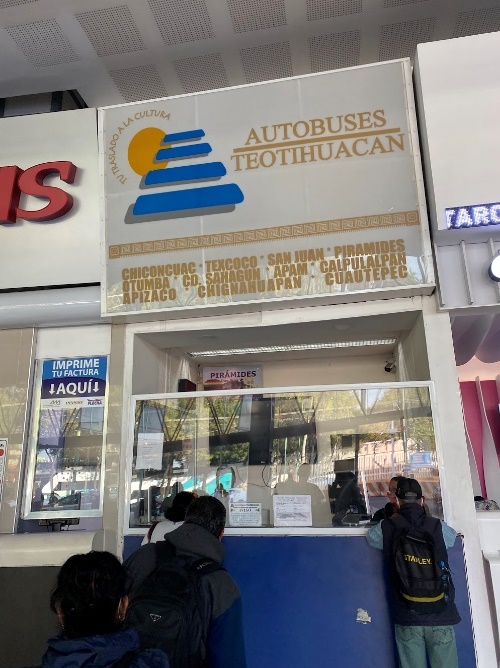 TU TRASLADO A LA CULTURA
AUTOBUSES
TEOTIHUACAN
CHICONCUAC * TEXCOCO * SAN JUAN * PIRAMIDES
OTUMBA * CD. SAHAGUN * APAM * CALPULALPAN
APIZACO * CHIGNAHUAPAN * CUAUTEPEC
IMPRIME
TU FACTURA
AQUÍ
PIRÁMIDES
AVISO
STANLEY